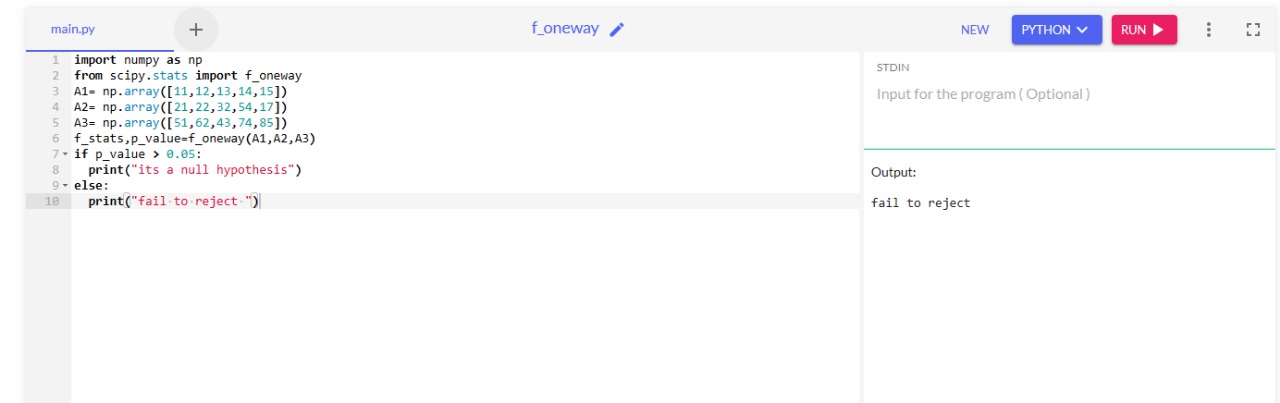 main.py + f_oneway NEW PYTHON RUN
1 import numpy as np
2 from scipy.stats import f_oneway
3 A1= np.array([11,12,13,14,15])
4 A2= np.array([21,22,32,54,17])
5 A3= np.array([51,62,43,74,85])
6 f_stats,p_value=f_oneway(A1,A2,A3)
7 if p_value > 0.05:
8   print("its a null hypothesis")
9 else:
10   print("fail to reject ")
STDIN
Input for the program ( Optional )
Output:
fail to reject